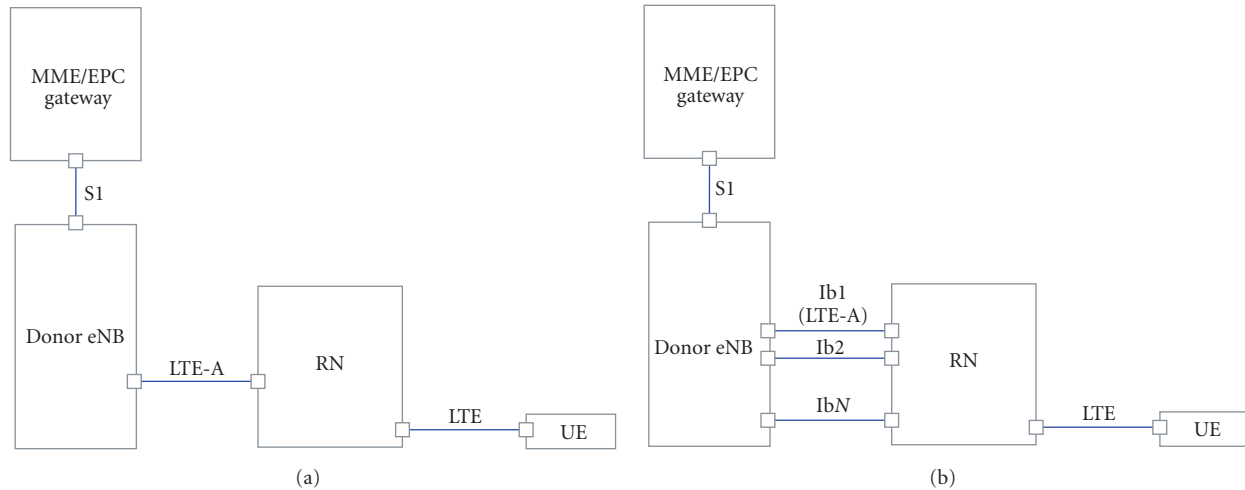 MME/EPC
gateway
S1
Donor eNB
LTE-A
RN
LTE
UE
(a)
MME/EPC
gateway
S1
Donor eNB
Ib1
(LTE-A)
Ib2
IbN
RN
LTE
UE
(b)